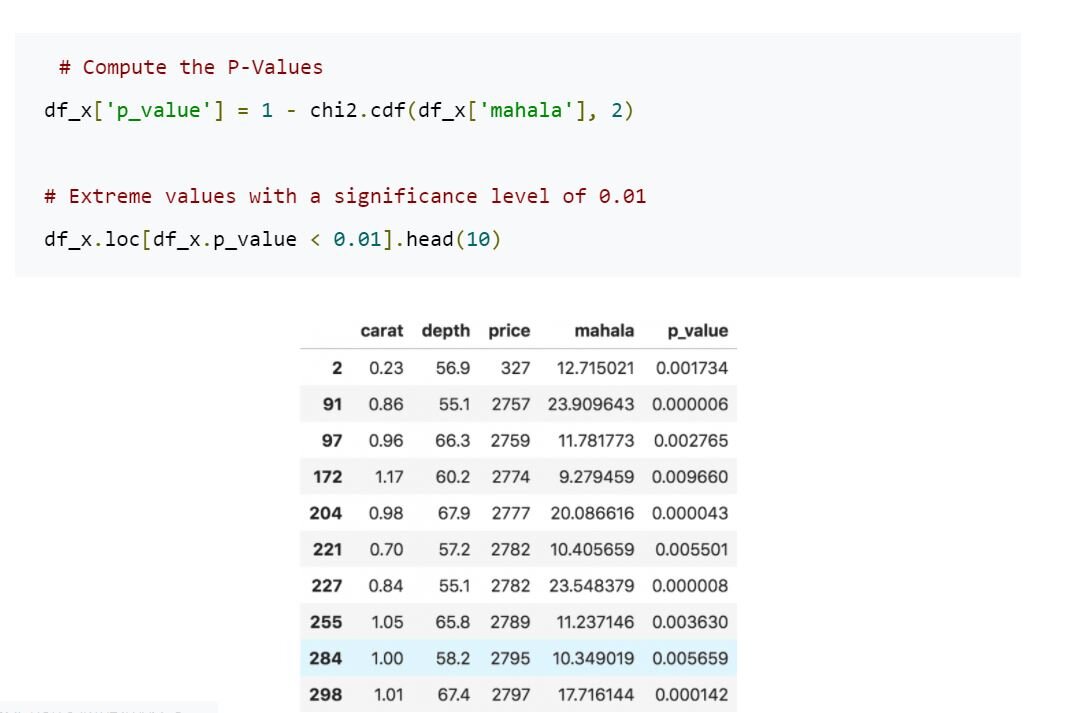 # Compute the P-Values
df_x['p_value'] = 1 - chi2.cdf(df_x['mahala'], 2)
# Extreme values with a significance level of 0.01
df_x.loc[df_x.p_value < 0.01].head(10)
carat depth price mahala p_value
2 0.23 56.9 327 12.715021 0.001734
91 0.86 55.1 2757 23.909643 0.000006
97 0.96 66.3 2759 11.781773 0.002765
172 1.17 60.2 2774 9.279459 0.009660
204 0.98 67.9 2777 20.086616 0.000043
221 0.70 57.2 2782 10.405659 0.005501
227 0.84 55.1 2782 23.548379 0.000008
255 1.05 65.8 2789 11.237146 0.003630
284 1.00 58.2 2795 10.349019 0.005659
298 1.01 67.4 2797 17.716144 0.000142